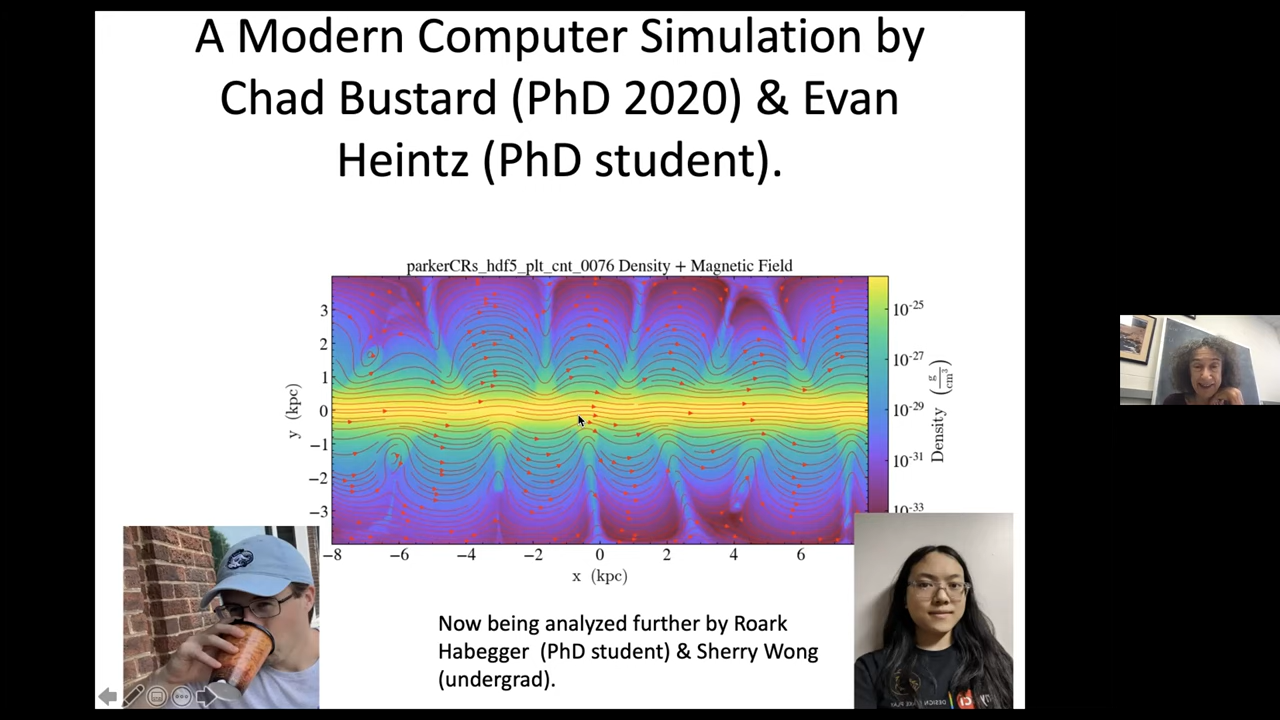 A Modern Computer Simulation by
Chad Bustard (PhD 2020) & Evan
Heintz (PhD student).
parkerCRs_hdf5_plt_cnt_0076 Density + Magnetic Field
3
2
1
0
−1
−2
−3
y (kpc)
−8 −6 −4 −2 0 2 4 6
x (kpc)
10-25
10-27
10-29
10-31
10-33
Density (g/cm3)
Now being analyzed further by Roark
Habegger (PhD student) & Sherry Wong
(undergrad).